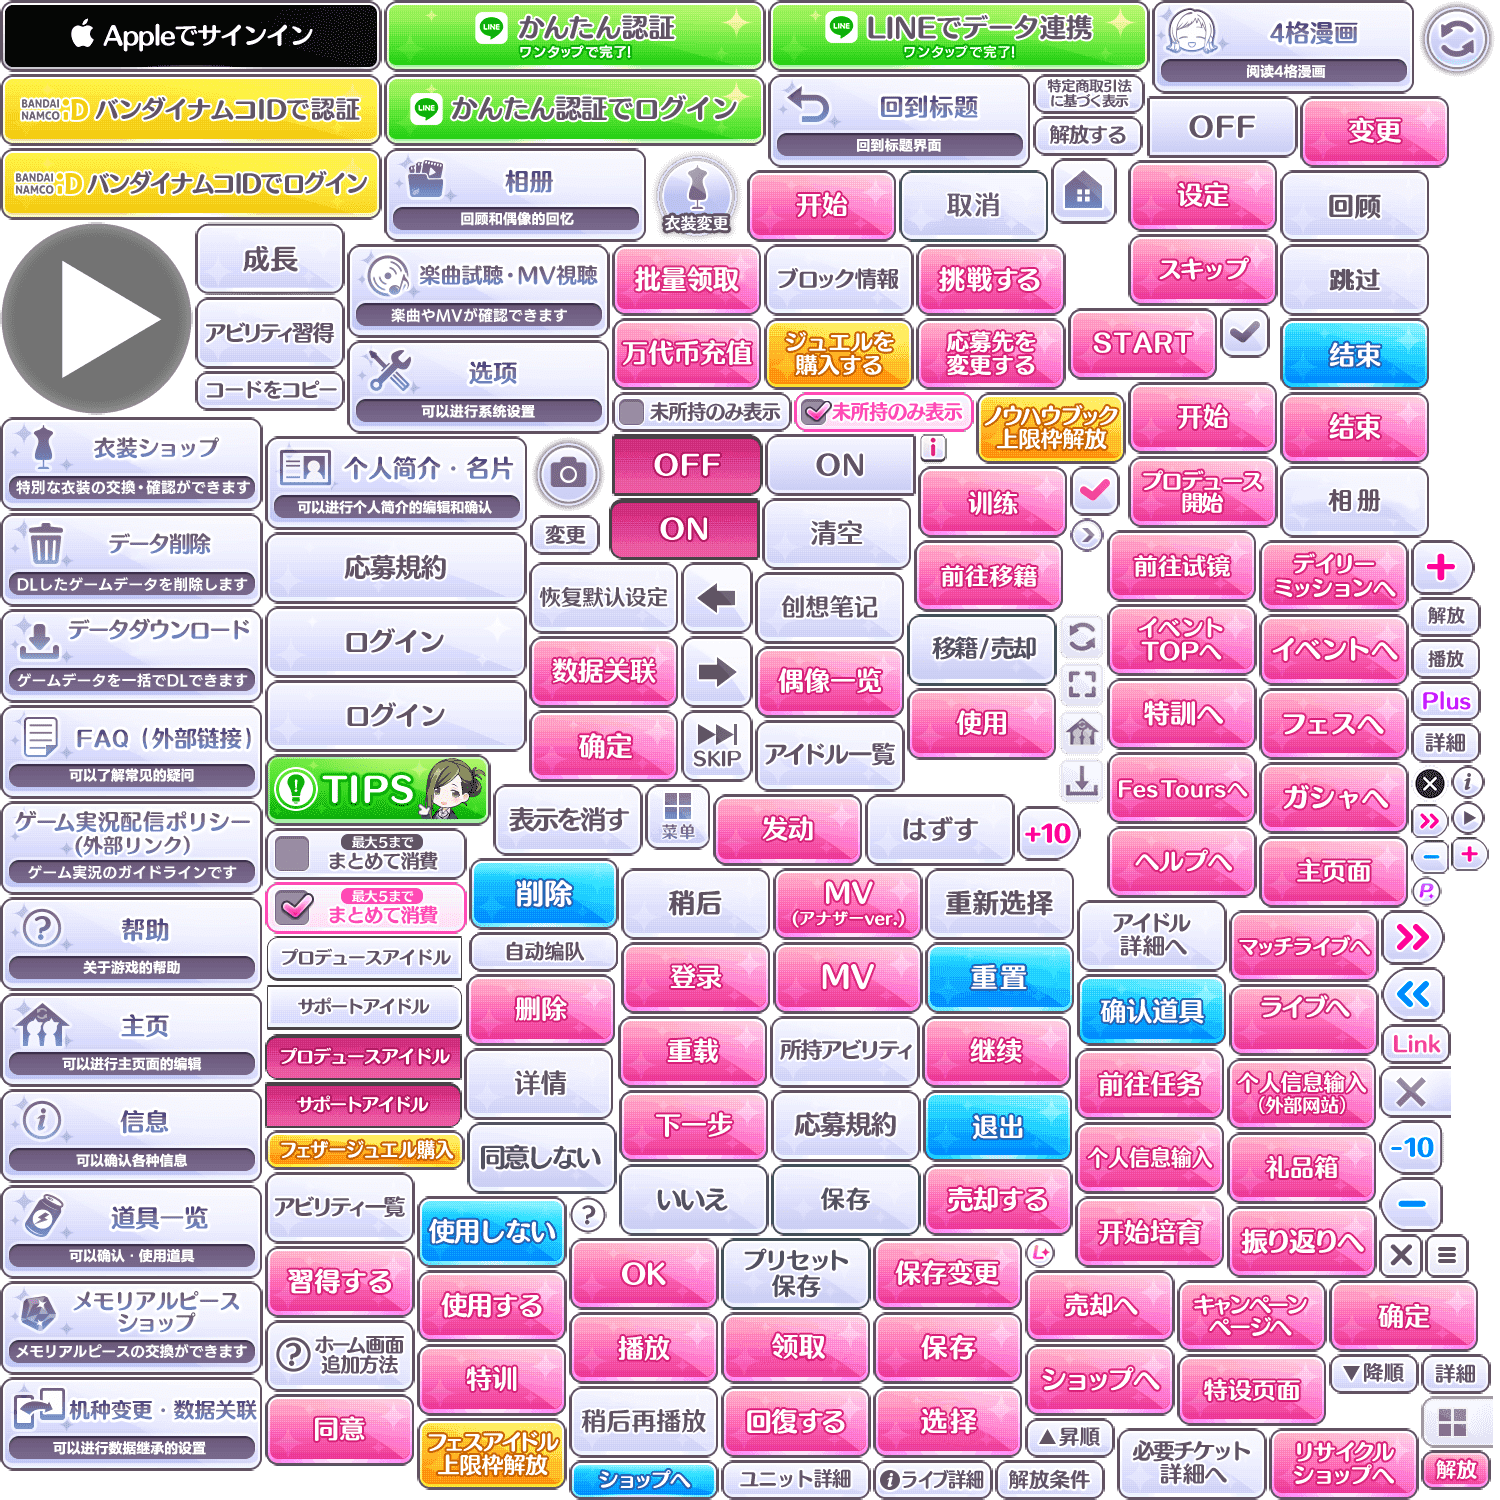 Appleでサインイン
LINE かんたん認証
ワンタップで完了!
LINE LINEでデータ連携
ワンタップで完了!
4格漫画
阅读4格漫画
BANDAI NAMCO iD バンダイナムコIDで認証
LINE かんたん認証でログイン
回到标题
回到标题界面
特定商取引法
に基づく表示
解放する
OFF
变更
BANDAI NAMCO iD バンダイナムコIDでログイン
相册
回顾和偶像的回忆
衣装変更
开始
取消
设定
回顾
成長
楽曲試聴・MV視聴
楽曲やMVが確認できます
批量领取
ブロック情報
挑戦する
スキップ
跳过
アビリティ習得
选项
可以进行系统设置
万代币充值
ジュエルを
購入する
応募先を
変更する
START
结束
コードをコピー
未所持のみ表示
未所持のみ表示
ノウハウブック
上限枠解放
开始
结束
衣装ショップ
特別な衣装の交換・確認ができます
个人简介・名片
可以进行个人简介的编辑和确认
変更
OFF
ON
i
训练
プロデュース
開始
相册
データ削除
DLしたゲームデータを削除します
応募規約
ON
清空
前往移籍
前往试镜
デイリー
ミッションへ
データダウンロード
ゲームデータを一括でDLできます
ログイン
恢复默认设定
创想笔记
移籍/売却
イベント
TOPへ
イベントへ
解放
播放
数据关联
偶像一览
使用
特訓へ
フェスへ
Plus
詳細
FAQ（外部链接）
可以了解常见的疑问
ログイン
确定
SKIP
アイドル一覧
Fes Toursへ
ガシャへ
i
TIPS
表示を消す
菜单
发动
はずす
+10
ヘルプへ
主页面
P
ゲーム実況配信ポリシー
(外部リンク)
ゲーム実況のガイドラインです
最大5まで
まとめて消費
最大5まで
まとめて消費
削除
稍后
MV
(アナザーver.)
重新选择
アイドル
詳細へ
マッチライブへ
帮助
关于游戏的帮助
プロデュースアイドル
自动编队
登录
MV
重置
确认道具
ライブへ
サポートアイドル
删除
重载
所持アビリティ
继续
Link
主页
可以进行主页面的编辑
プロデュースアイドル
サポートアイドル
详情
前往任务
个人信息输入
(外部网站)
信息
可以确认各种信息
フェザージュエル購入
同意しない
下一步
応募規約
退出
个人信息输入
礼品箱
-10
道具一览
可以确认・使用道具
アビリティ一覧
使用しない
?
いいえ
保存
売却する
开始培育
振り返りへ
習得する
使用する
OK
プリセット
保存
保存变更
L
売却へ
キャンペーン
ページへ
确定
メモリアルピース
ショップ
メモリアルピースの交換ができます
ホーム画面
追加方法
特训
播放
领取
保存
ショップへ
特设页面
▼降順
詳細
机种变更・数据关联
可以进行数据继承的设置
同意
フェスアイドル
上限枠解放
稍后再播放
回復する
选择
▲昇順
必要チケット
詳細へ
リサイクル
ショップへ
解放
ショップへ
ユニット詳細
iライブ詳細
解放条件